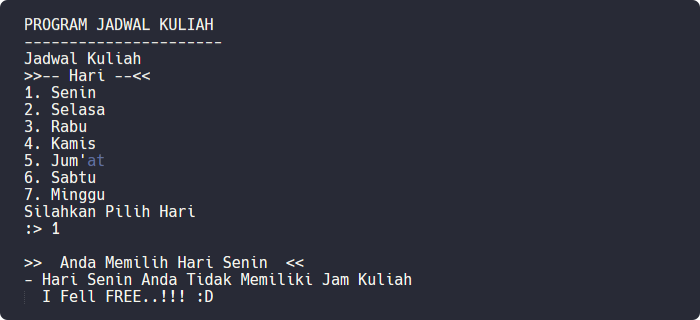 PROGRAM JADWAL KULIAH
----------------------
Jadwal Kuliah
>>-- Hari --<<
1. Senin
2. Selasa
3. Rabu
4. Kamis
5. Jum'at
6. Sabtu
7. Minggu
Silahkan Pilih Hari
:> 1
>>  Anda Memilih Hari Senin  <<
- Hari Senin Anda Tidak Memiliki Jam Kuliah
  I Fell FREE..!!! :D